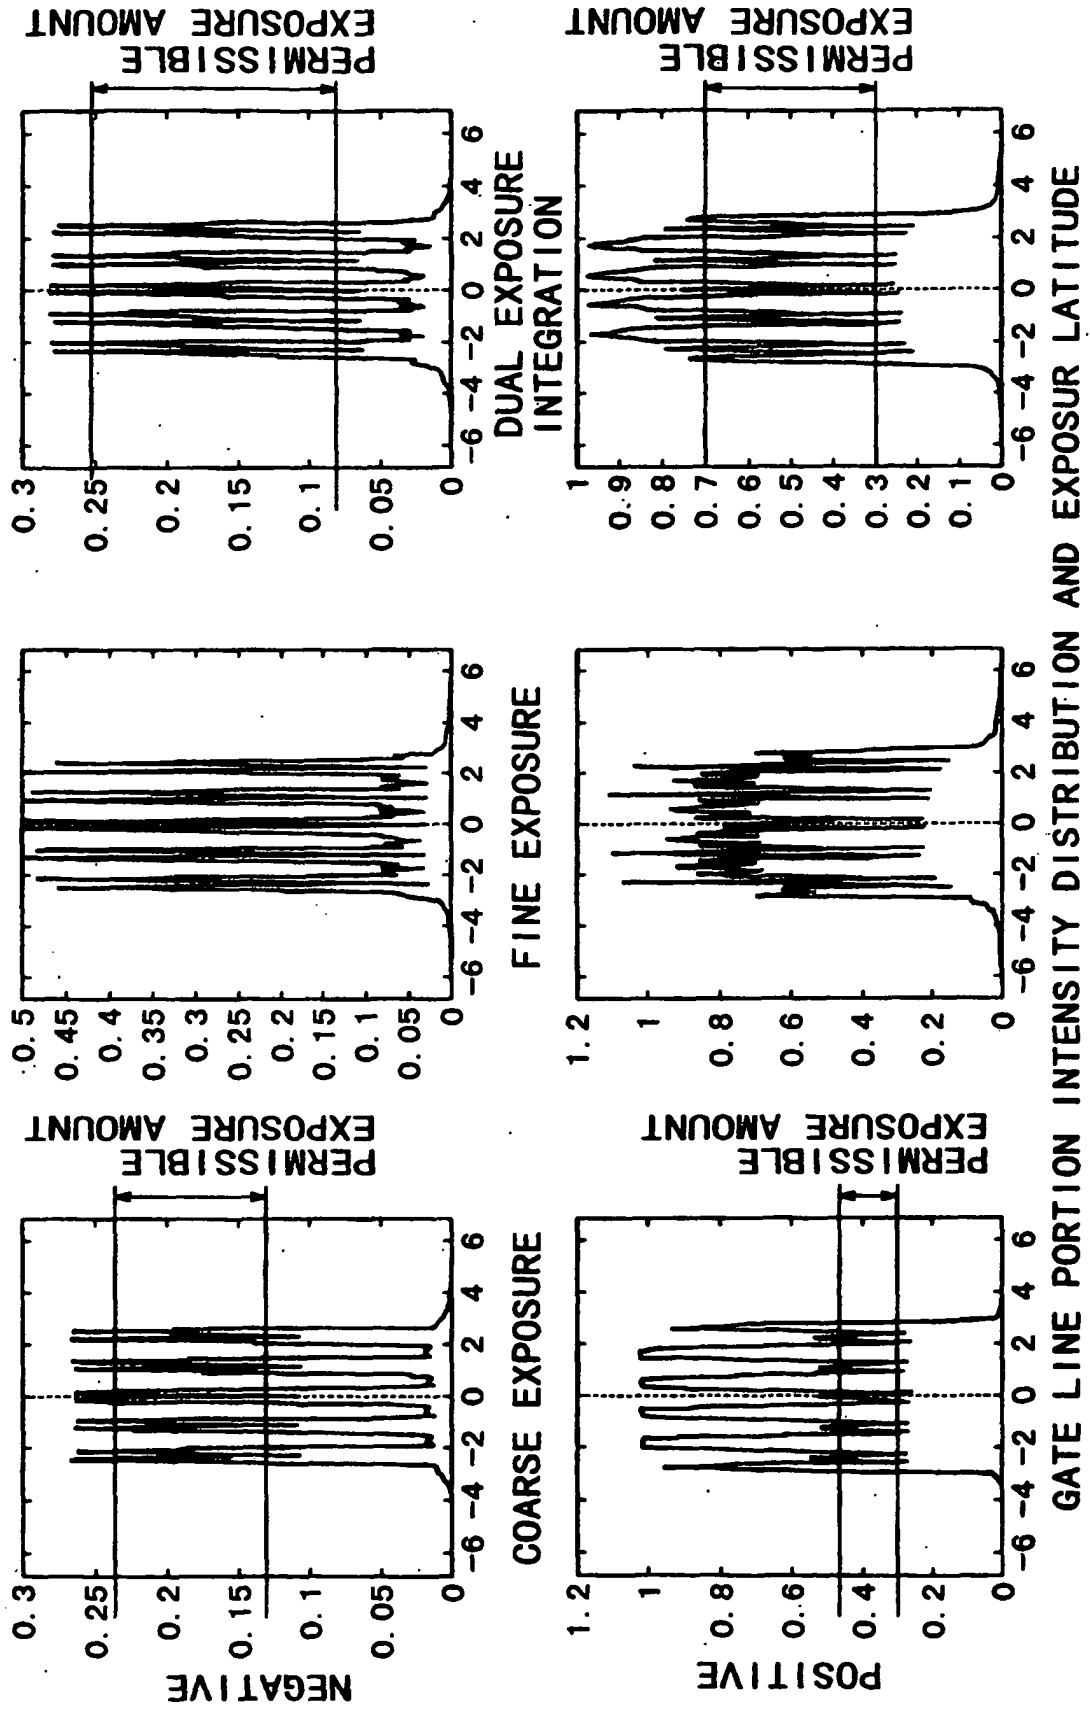 NEGATIVE
0.3
0.25
0.2
0.15
0.1
0.05
0
-6 -4 -2 0 2 4 6
PERMISSIBLE
EXPOSURE AMOUNT
0.5
0.45
0.4
0.35
0.3
0.25
0.2
0.15
0.1
0.05
0
-6 -4 -2 0 2 4 6
0.3
0.25
0.2
0.15
0.1
0.05
0
-6 -4 -2 0 2 4 6
PERMISSIBLE
EXPOSURE AMOUNT
COARSE EXPOSURE
FINE EXPOSURE
DUAL EXPOSURE
INTEGRATION
POSITIVE
1.2
1
0.8
0.6
0.4
0.2
0
-6 -4 -2 0 2 4 6
PERMISSIBLE
EXPOSURE AMOUNT
1.2
1
0.8
0.6
0.4
0.2
0
-6 -4 -2 0 2 4 6
1
0.9
0.8
0.7
0.6
0.5
0.4
0.3
0.2
0.1
0
-6 -4 -2 0 2 4 6
PERMISSIBLE
EXPOSURE AMOUNT
GATE LINE PORTION INTENSITY DISTRIBUTION AND EXPOSUR LATITUDE